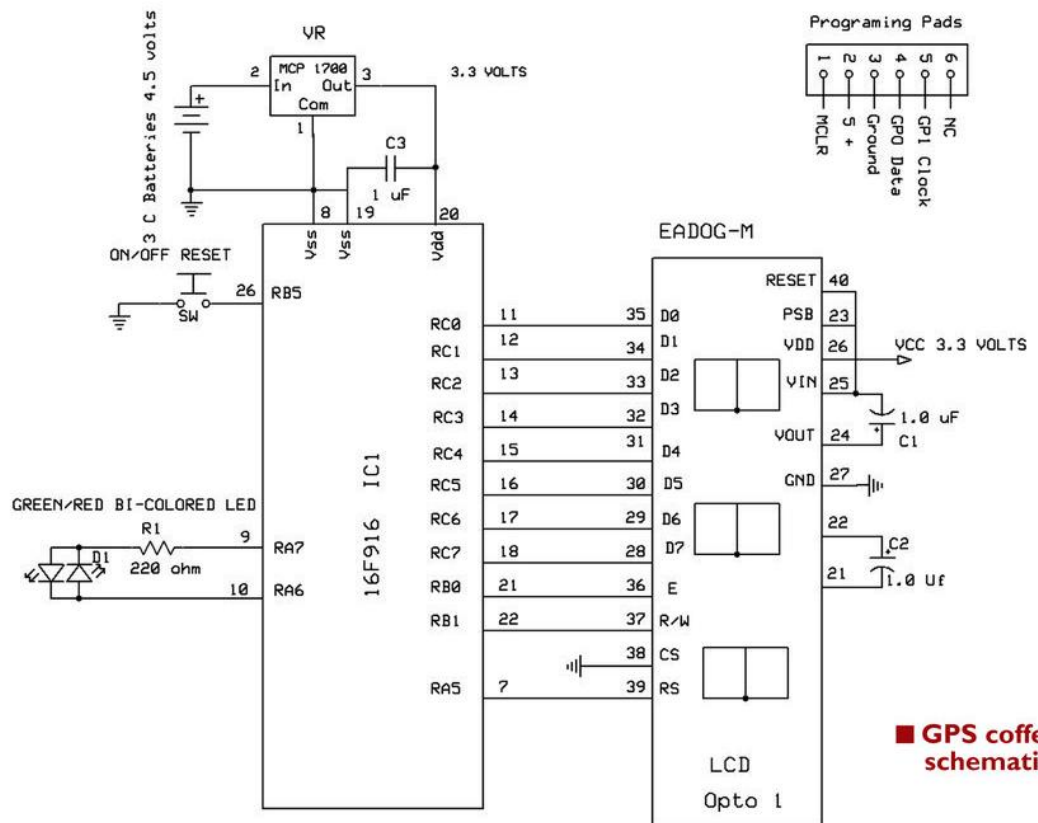 3 C Batteries 4.5 volts
+
VR
MCP 1700
2
In
Out
3
Com
1
3.3 VOLTS
C3
1 uF
8
19
20
Vss
Vss
Vdd
ON/OFF RESET
SW
26
RB5
IC1
16F916
GREEN/RED BI-COLORED LED
R1
220 ohm
D1
9
RA7
10
RA6
RC0
11
RC1
12
RC2
13
RC3
14
RC4
15
RC5
16
RC6
17
RC7
18
RB0
21
RB1
22
RA5
7
Programing Pads
1
2
3
4
5
6
MCLR
5 +
Ground
GP0 Data
GP1 Clock
NC
EADOG-M
35
D0
34
D1
33
D2
32
D3
31
D4
30
D5
29
D6
28
D7
36
E
37
R/W
38
CS
39
RS
RESET
40
PSB
23
VDD
26
VCC 3.3 VOLTS
VIN
25
1.0 uF
+
C1
VOUT
24
GND
27
22
+
C2
21
1.0 Uf
LCD
Opto 1
■ GPS coffe
schemati